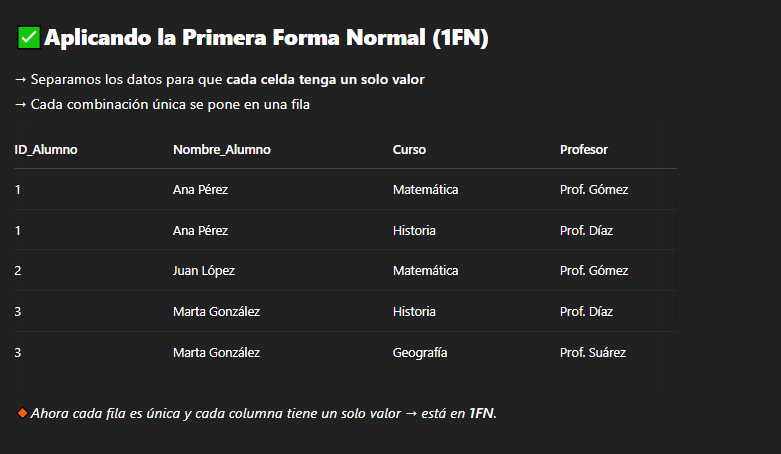 ✅ Aplicando la Primera Forma Normal (1FN)
→ Separamos los datos para que cada celda tenga un solo valor
→ Cada combinación única se pone en una fila
ID_Alumno Nombre_Alumno Curso Profesor
1 Ana Pérez Matemática Prof. Gómez
1 Ana Pérez Historia Prof. Díaz
2 Juan López Matemática Prof. Gómez
3 Marta González Historia Prof. Díaz
3 Marta González Geografía Prof. Suárez
🔸Ahora cada fila es única y cada columna tiene un solo valor → está en 1FN.